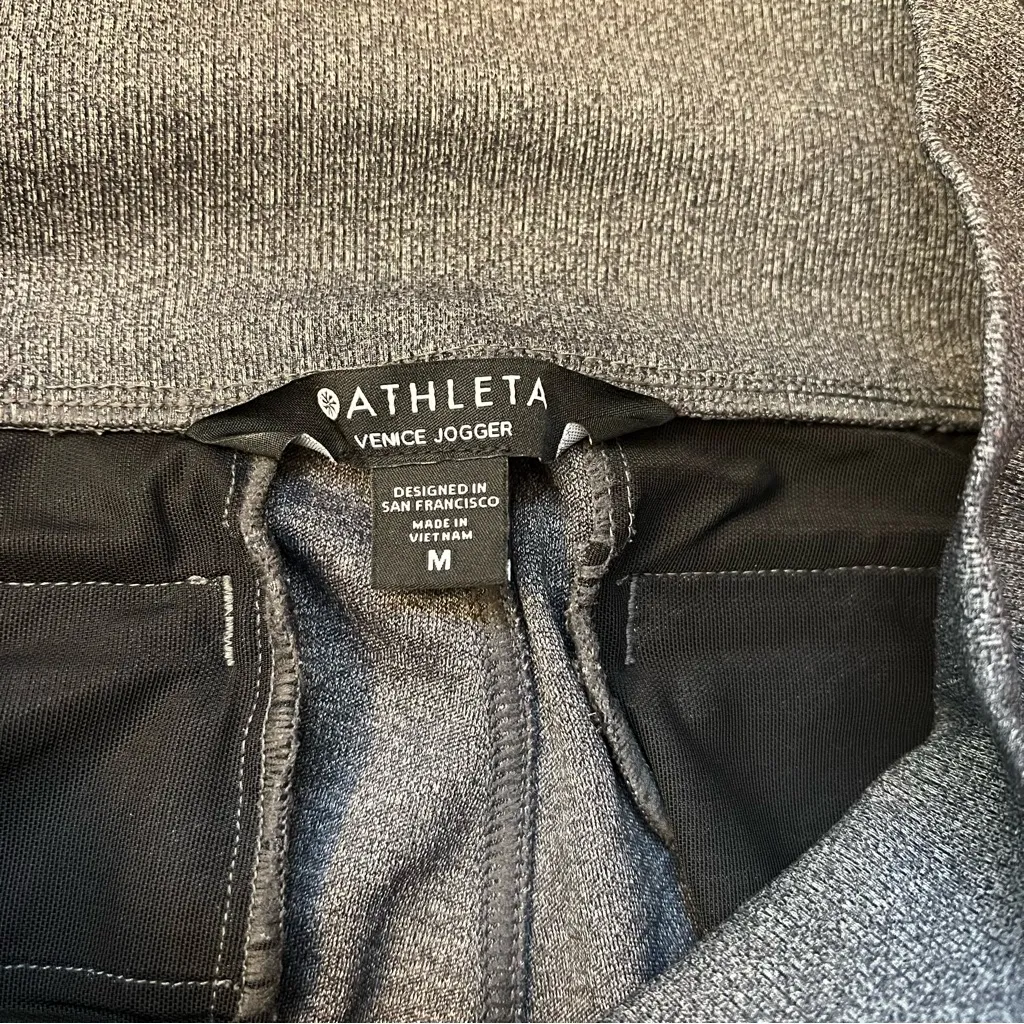 ATHLETA
VENICE JOGGER
DESIGNED IN
SAN FRANCISCO
MADE IN
VIETNAM
M